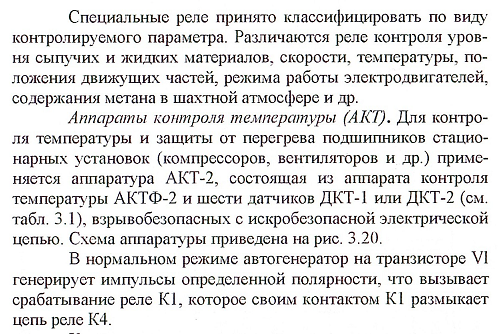 Специальные реле принято классифицировать по виду
контролируемого параметра. Различаются реле контроля уров-
ня сыпучих и жидких материалов, скорости, температуры, по-
ложения движущих частей, режима работы электродвигателей,
содержания метана в шахтной атмосфере и др.
Аппараты контроля температуры (АКТ). Для контро-
ля температуры и защиты от перегрева подшипников стацио-
нарных установок (компрессоров, вентиляторов и др.) приме-
няется аппаратура АКТ-2, состоящая из аппарата контроля
температуры АКТФ-2 и шести датчиков ДКТ-1 или ДКТ-2 (см.
табл. 3.1), взрывобезопасных с искробезопасной электрической
цепью. Схема аппаратуры приведена на рис. 3.20.
В нормальном режиме автогенератор на транзисторе VI
генерирует импульсы определенной полярности, что вызывает
срабатывание реле К1, которое своим контактом К1 размыкает
цепь реле К4.